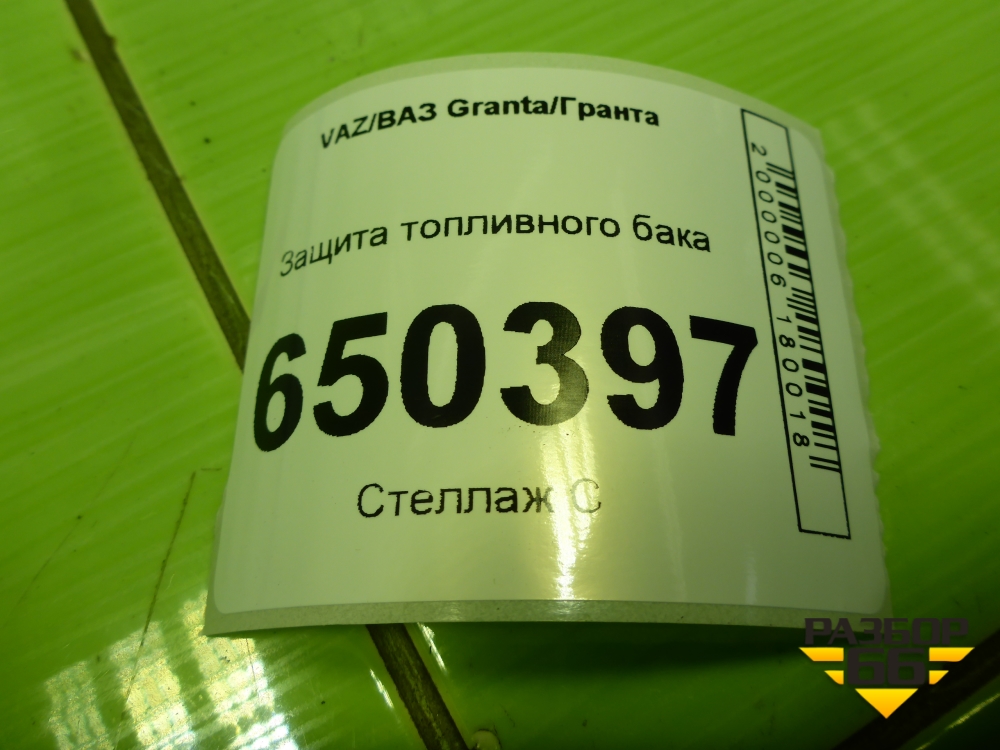 VAZ/ВАЗ Granta/Гранта
Защита топливного бака
650397
Стеллаж С
2000006180018
РАЗБОР
66